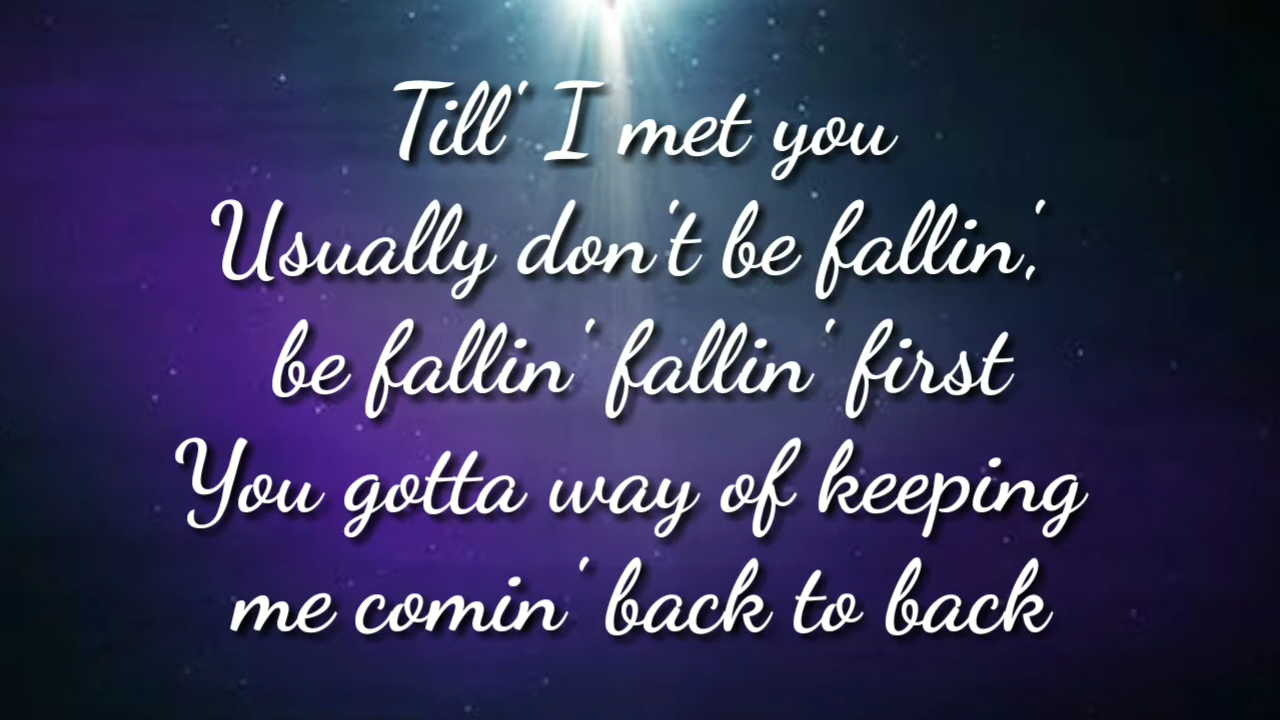 Till' I met you
Usually don't be fallin,'
be fallin' fallin' first
You gotta way of keeping
me comin' back to back